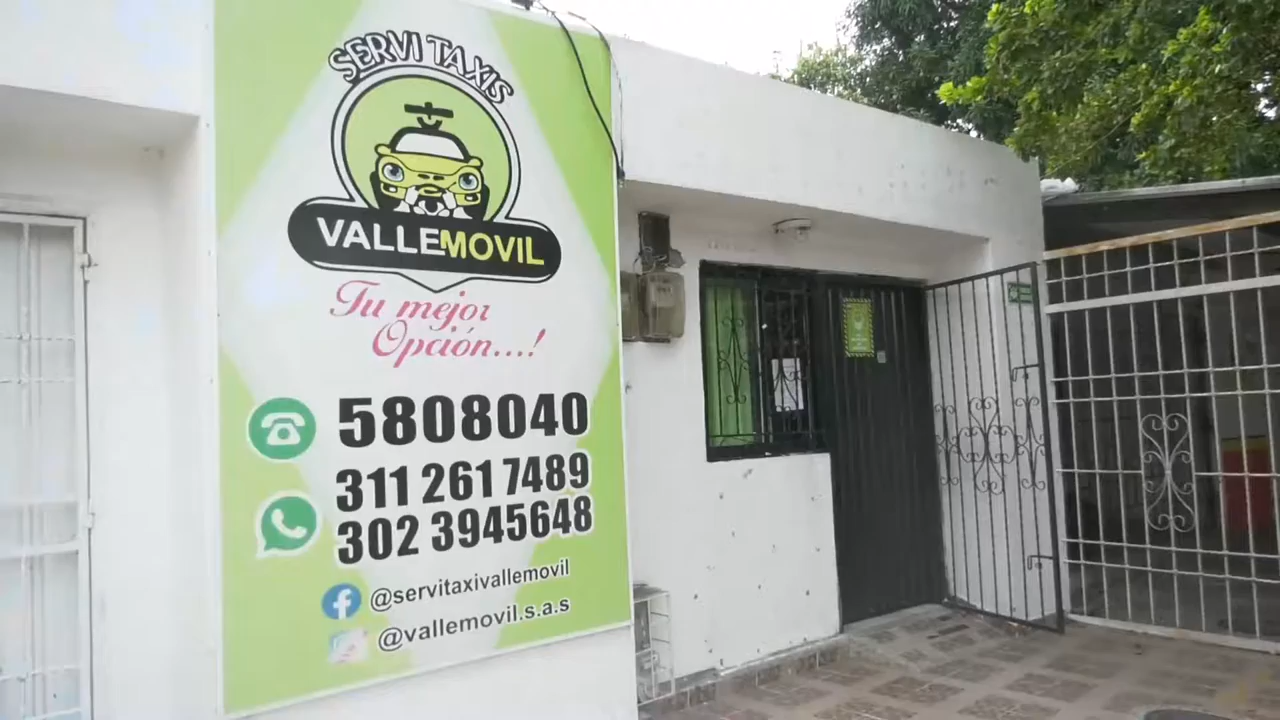 SERVI TAXIS
VALLEMOVIL
Tu mejor
Opción...!
5808040
311 261 7489
302 3945648
@servitaxivallemovil
@vallemovil.s.a.s